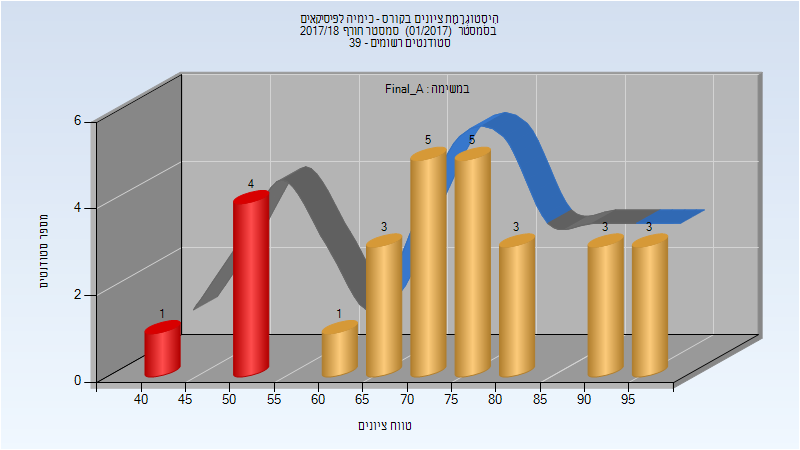 היסטוגרמת ציונים בקורס - כימיה לפיסיקאים
בסמסטר (01/2017) סמסטר חורף 2017/18
סטודנטים רשומים - 39
במשימה : Final_A
מספר סטודנטים
6
4
2
0
1
4
1
3
5
5
3
3
3
40 45 50 55 60 65 70 75 80 85 90 95
טווח ציונים